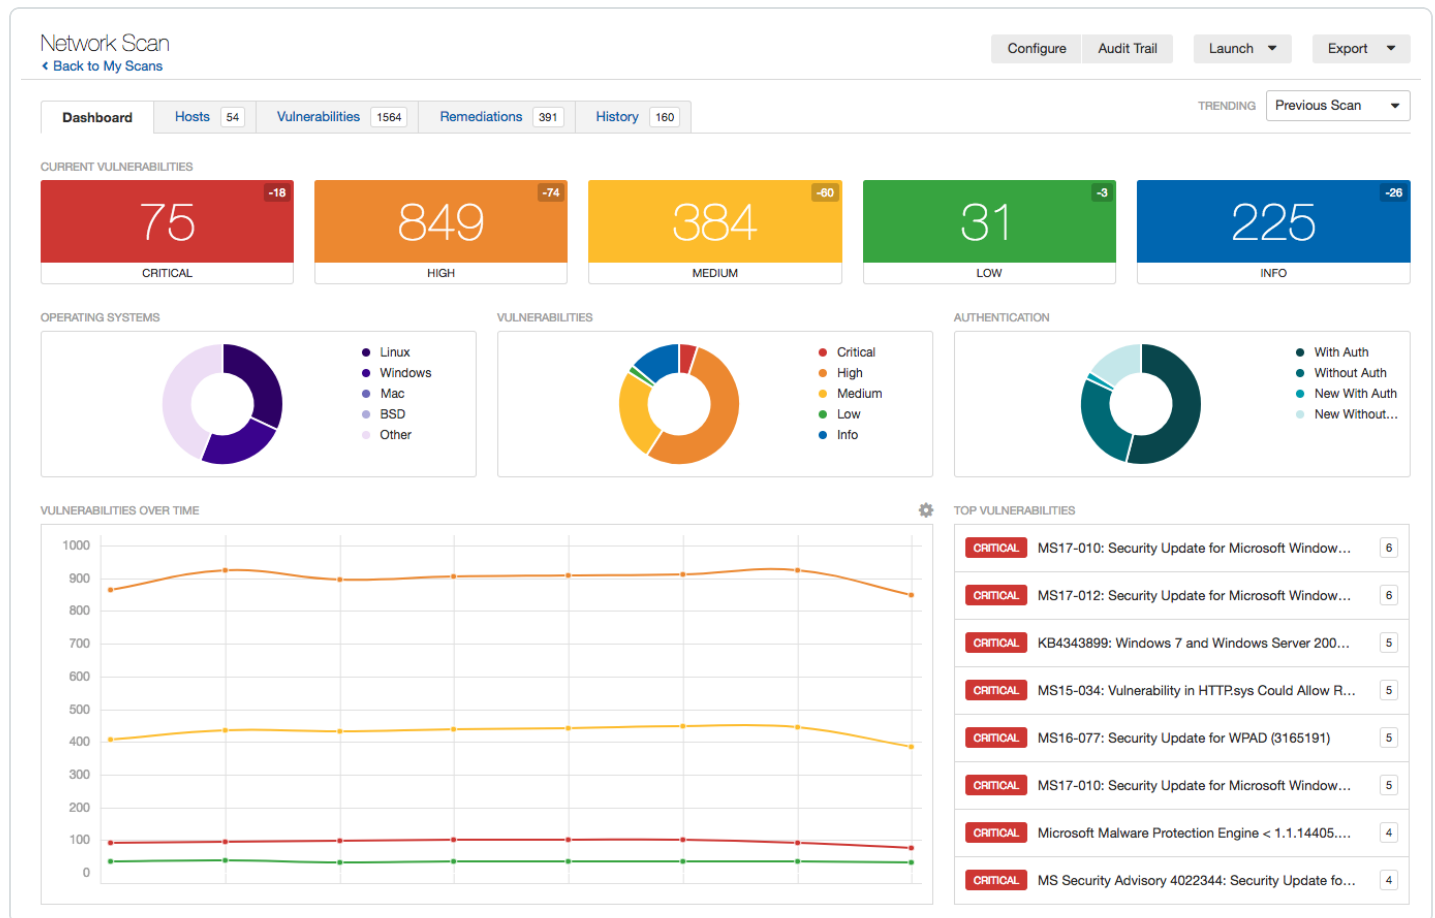 Network Scan
Back to My Scans
Configure Audit Trail Launch Export
Dashboard Hosts 54 Vulnerabilities 1564 Remediations 391 History 160
TRENDING Previous Scan
CURRENT VULNERABILITIES
-18 -74 -60 -3 -26
75 849 384 31 225
CRITICAL HIGH MEDIUM LOW INFO
OPERATING SYSTEMS
Linux
Windows
Mac
BSD
Other
VULNERABILITIES
Critical
High
Medium
Low
Info
AUTHENTICATION
With Auth
Without Auth
New With Auth
New Without...
VULNERABILITIES OVER TIME
1000
900
800
700
600
500
400
300
200
100
0
TOP VULNERABILITIES
CRITICAL MS17-010: Security Update for Microsoft Window... 6
CRITICAL MS17-012: Security Update for Microsoft Window... 6
CRITICAL KB4343899: Windows 7 and Windows Server 200... 5
CRITICAL MS15-034: Vulnerability in HTTP.sys Could Allow R... 5
CRITICAL MS16-077: Security Update for WPAD (3165191) 5
CRITICAL MS17-010: Security Update for Microsoft Window... 5
CRITICAL Microsoft Malware Protection Engine < 1.1.14405.... 4
CRITICAL MS Security Advisory 4022344: Security Update fo... 4